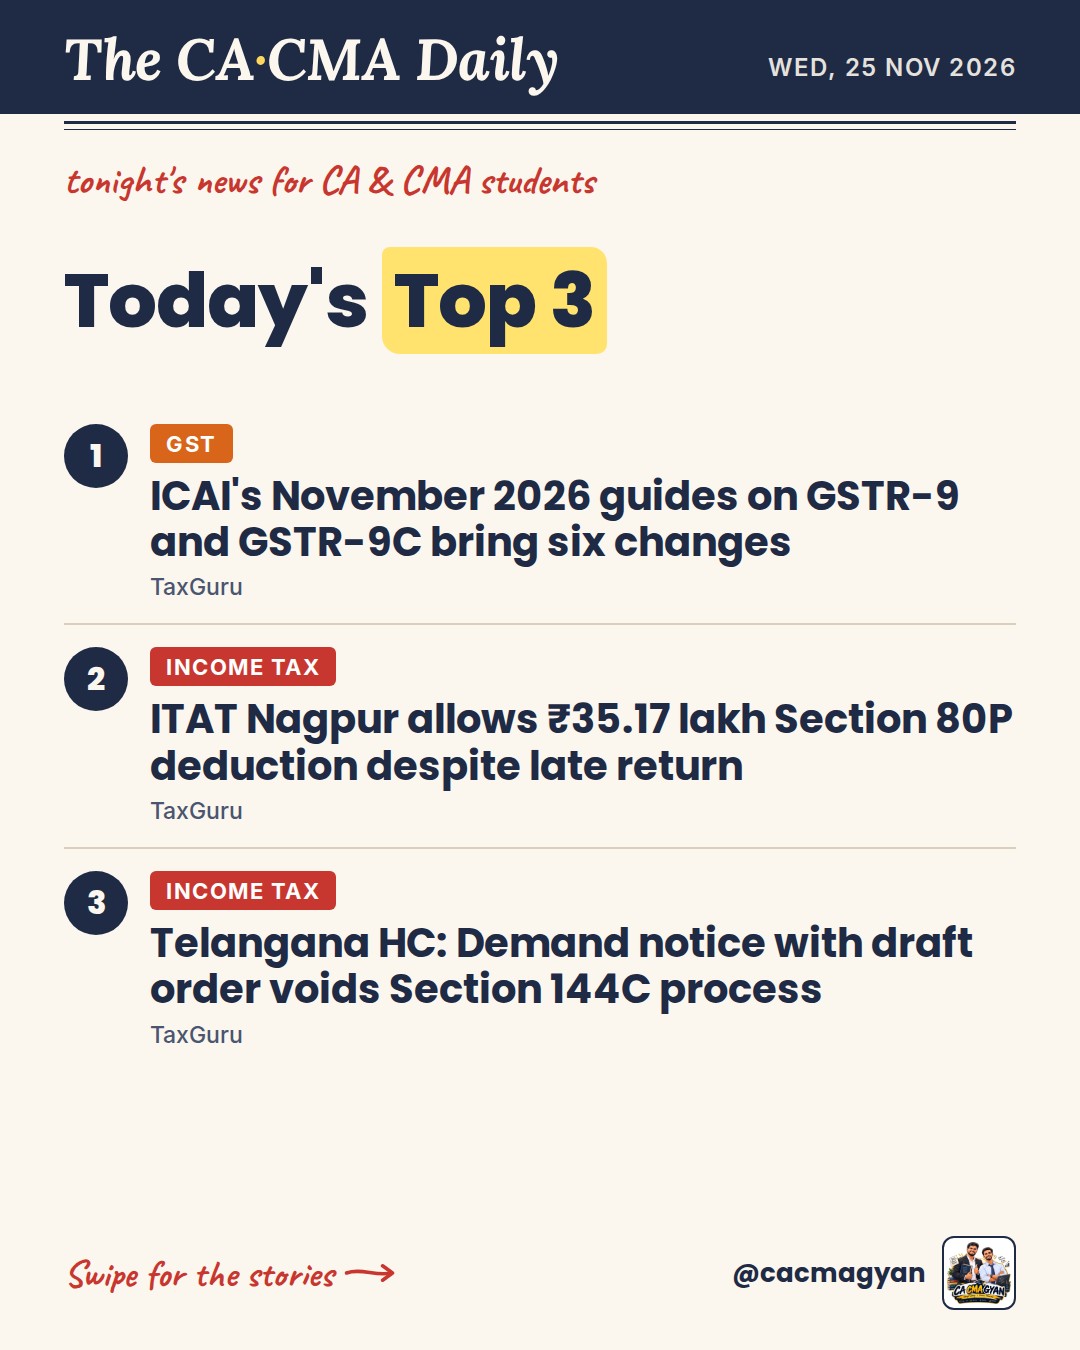 The CA·CMA Daily
WED, 25 NOV 2026
tonight's news for CA & CMA students
Today's Top 3
1
GST
ICAI's November 2026 guides on GSTR-9
and GSTR-9C bring six changes
TaxGuru
2
INCOME TAX
ITAT Nagpur allows ₹35.17 lakh Section 80P
deduction despite late return
TaxGuru
3
INCOME TAX
Telangana HC: Demand notice with draft
order voids Section 144C process
TaxGuru
Swipe for the stories
@cacmagyan
CA CMA GYAN